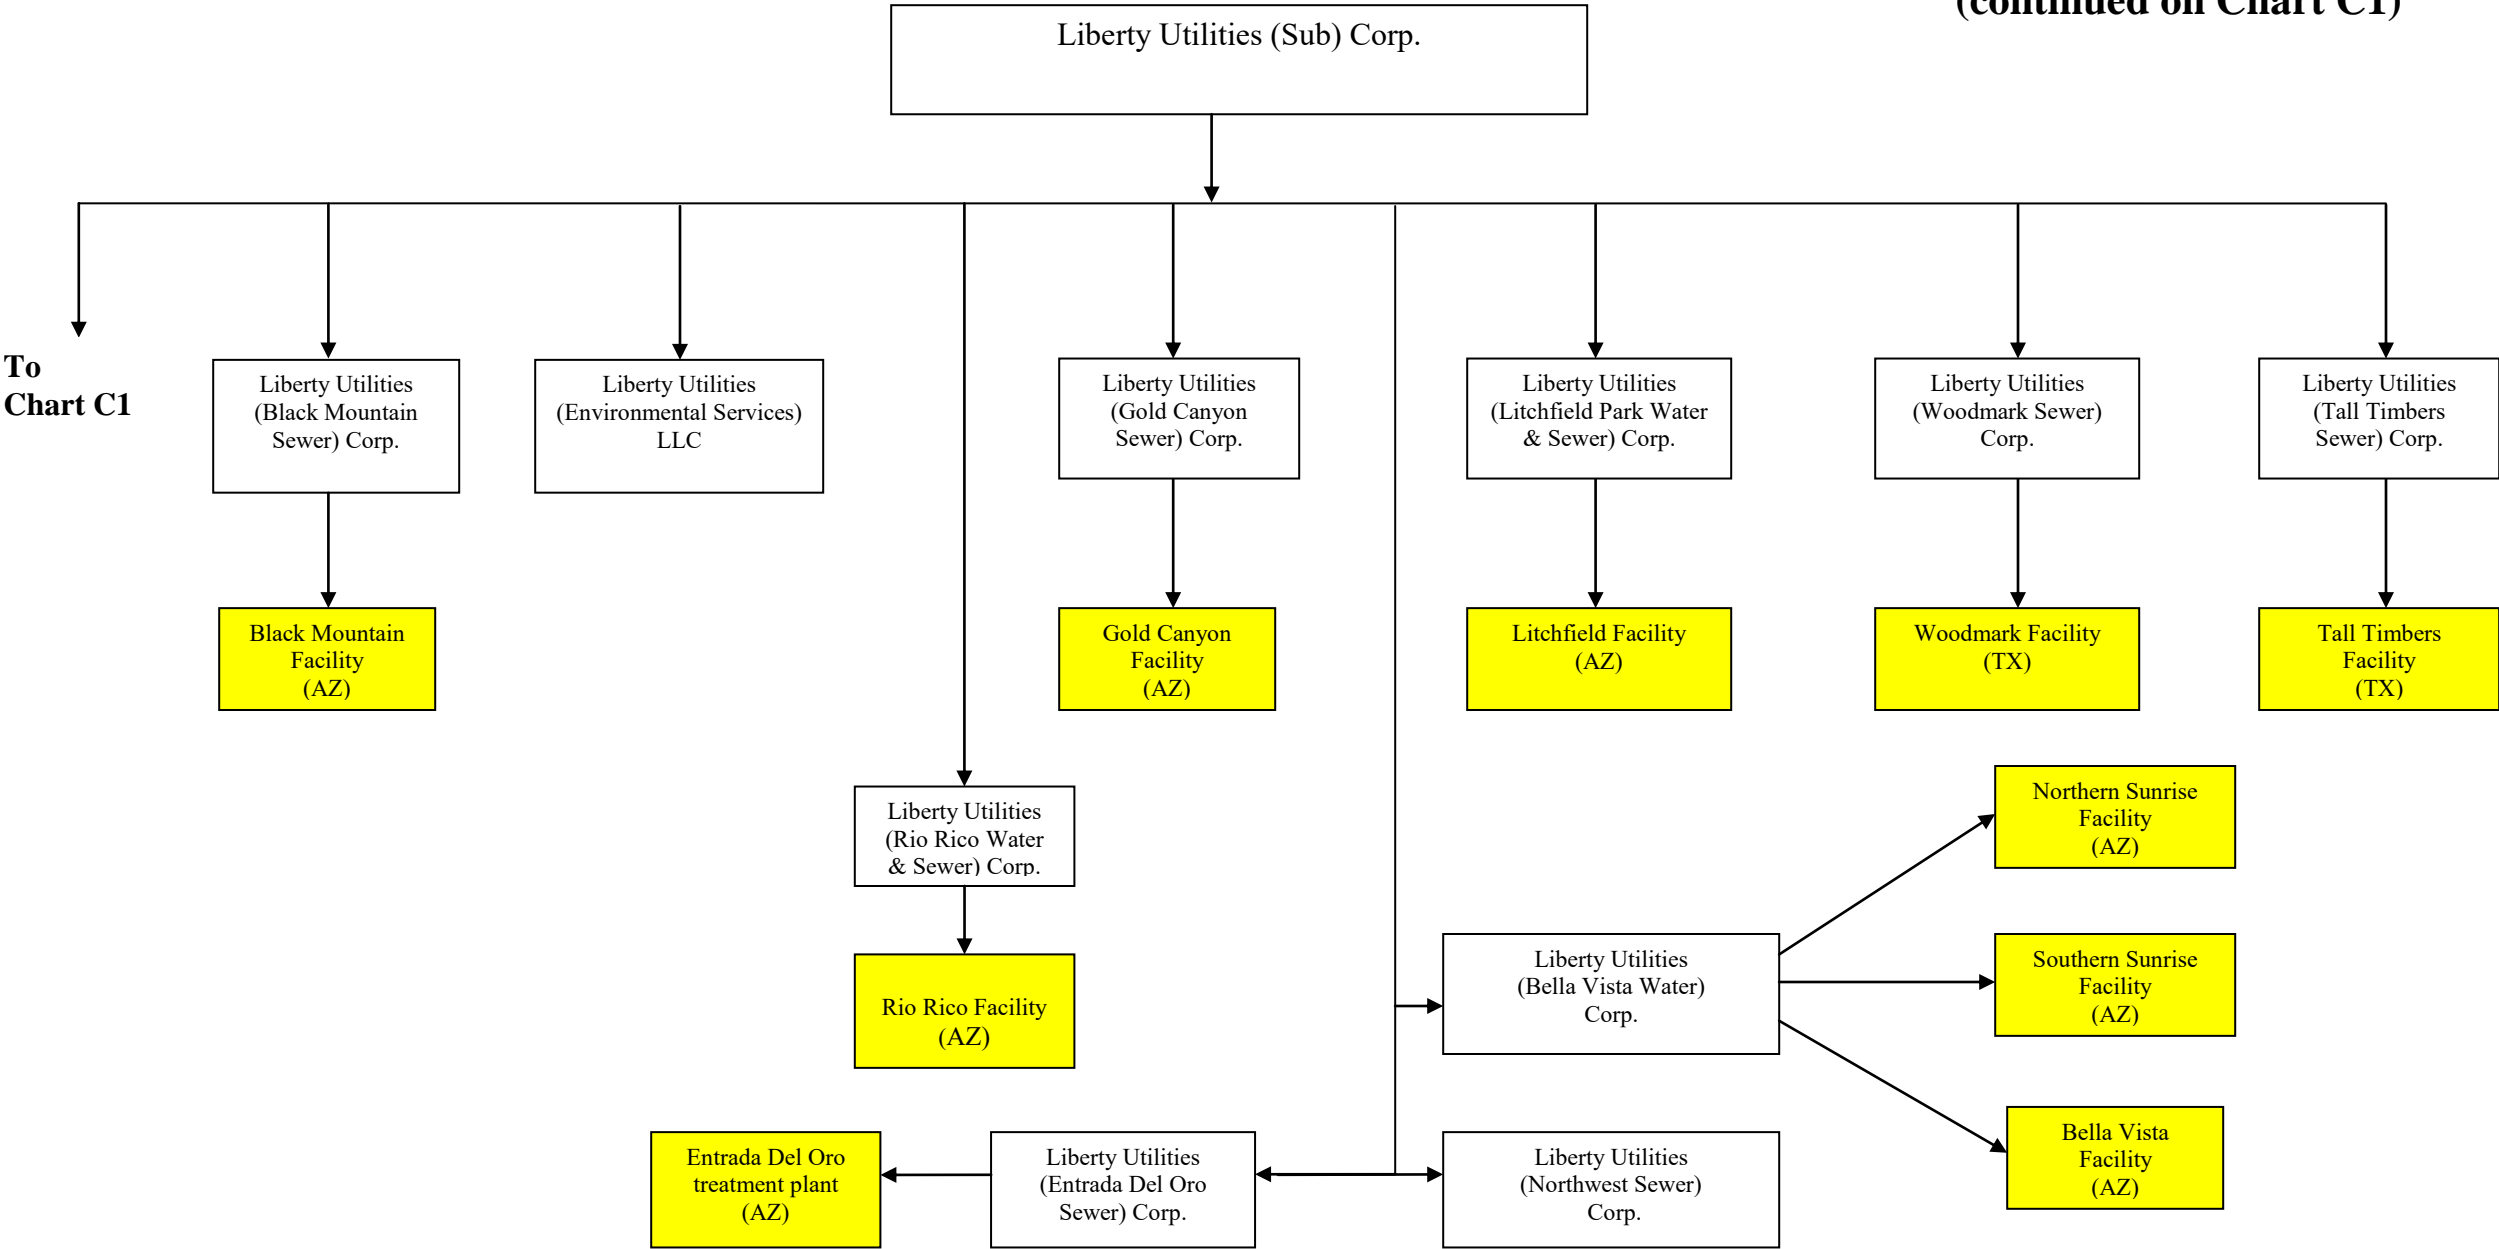 (continued on Chart C1)
Liberty Utilities (Sub) Corp.
To
Chart C1
Liberty Utilities
(Black Mountain
Sewer) Corp.
Liberty Utilities
(Environmental Services)
LLC
Liberty Utilities
(Gold Canyon
Sewer) Corp.
Liberty Utilities
(Litchfield Park Water
& Sewer) Corp.
Liberty Utilities
(Woodmark Sewer)
Corp.
Liberty Utilities
(Tall Timbers
Sewer) Corp.
Black Mountain
Facility
(AZ)
Gold Canyon
Facility
(AZ)
Litchfield Facility
(AZ)
Woodmark Facility
(TX)
Tall Timbers
Facility
(TX)
Liberty Utilities
(Rio Rico Water
& Sewer) Corp.
Northern Sunrise
Facility
(AZ)
Rio Rico Facility
(AZ)
Liberty Utilities
(Bella Vista Water)
Corp.
Southern Sunrise
Facility
(AZ)
Entrada Del Oro
treatment plant
(AZ)
Liberty Utilities
(Entrada Del Oro
Sewer) Corp.
Liberty Utilities
(Northwest Sewer)
Corp.
Bella Vista
Facility
(AZ)